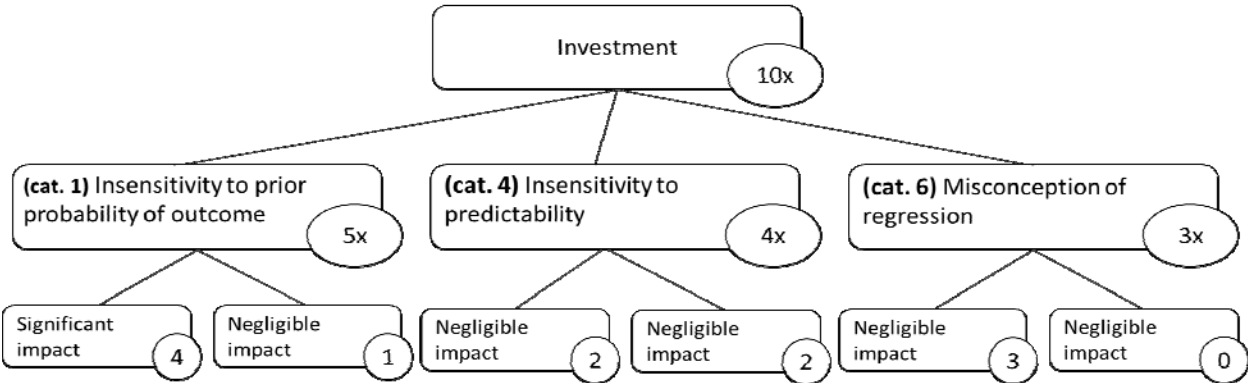 Investment
10x
(cat. 1) Insensitivity to prior
probability of outcome
5x
(cat. 4) Insensitivity to
predictability
4x
(cat. 6) Misconception of
regression
3x
Significant
impact
4
Negligible
impact
1
Negligible
impact
2
Negligible
impact
2
Negligible
impact
3
Negligible
impact
0